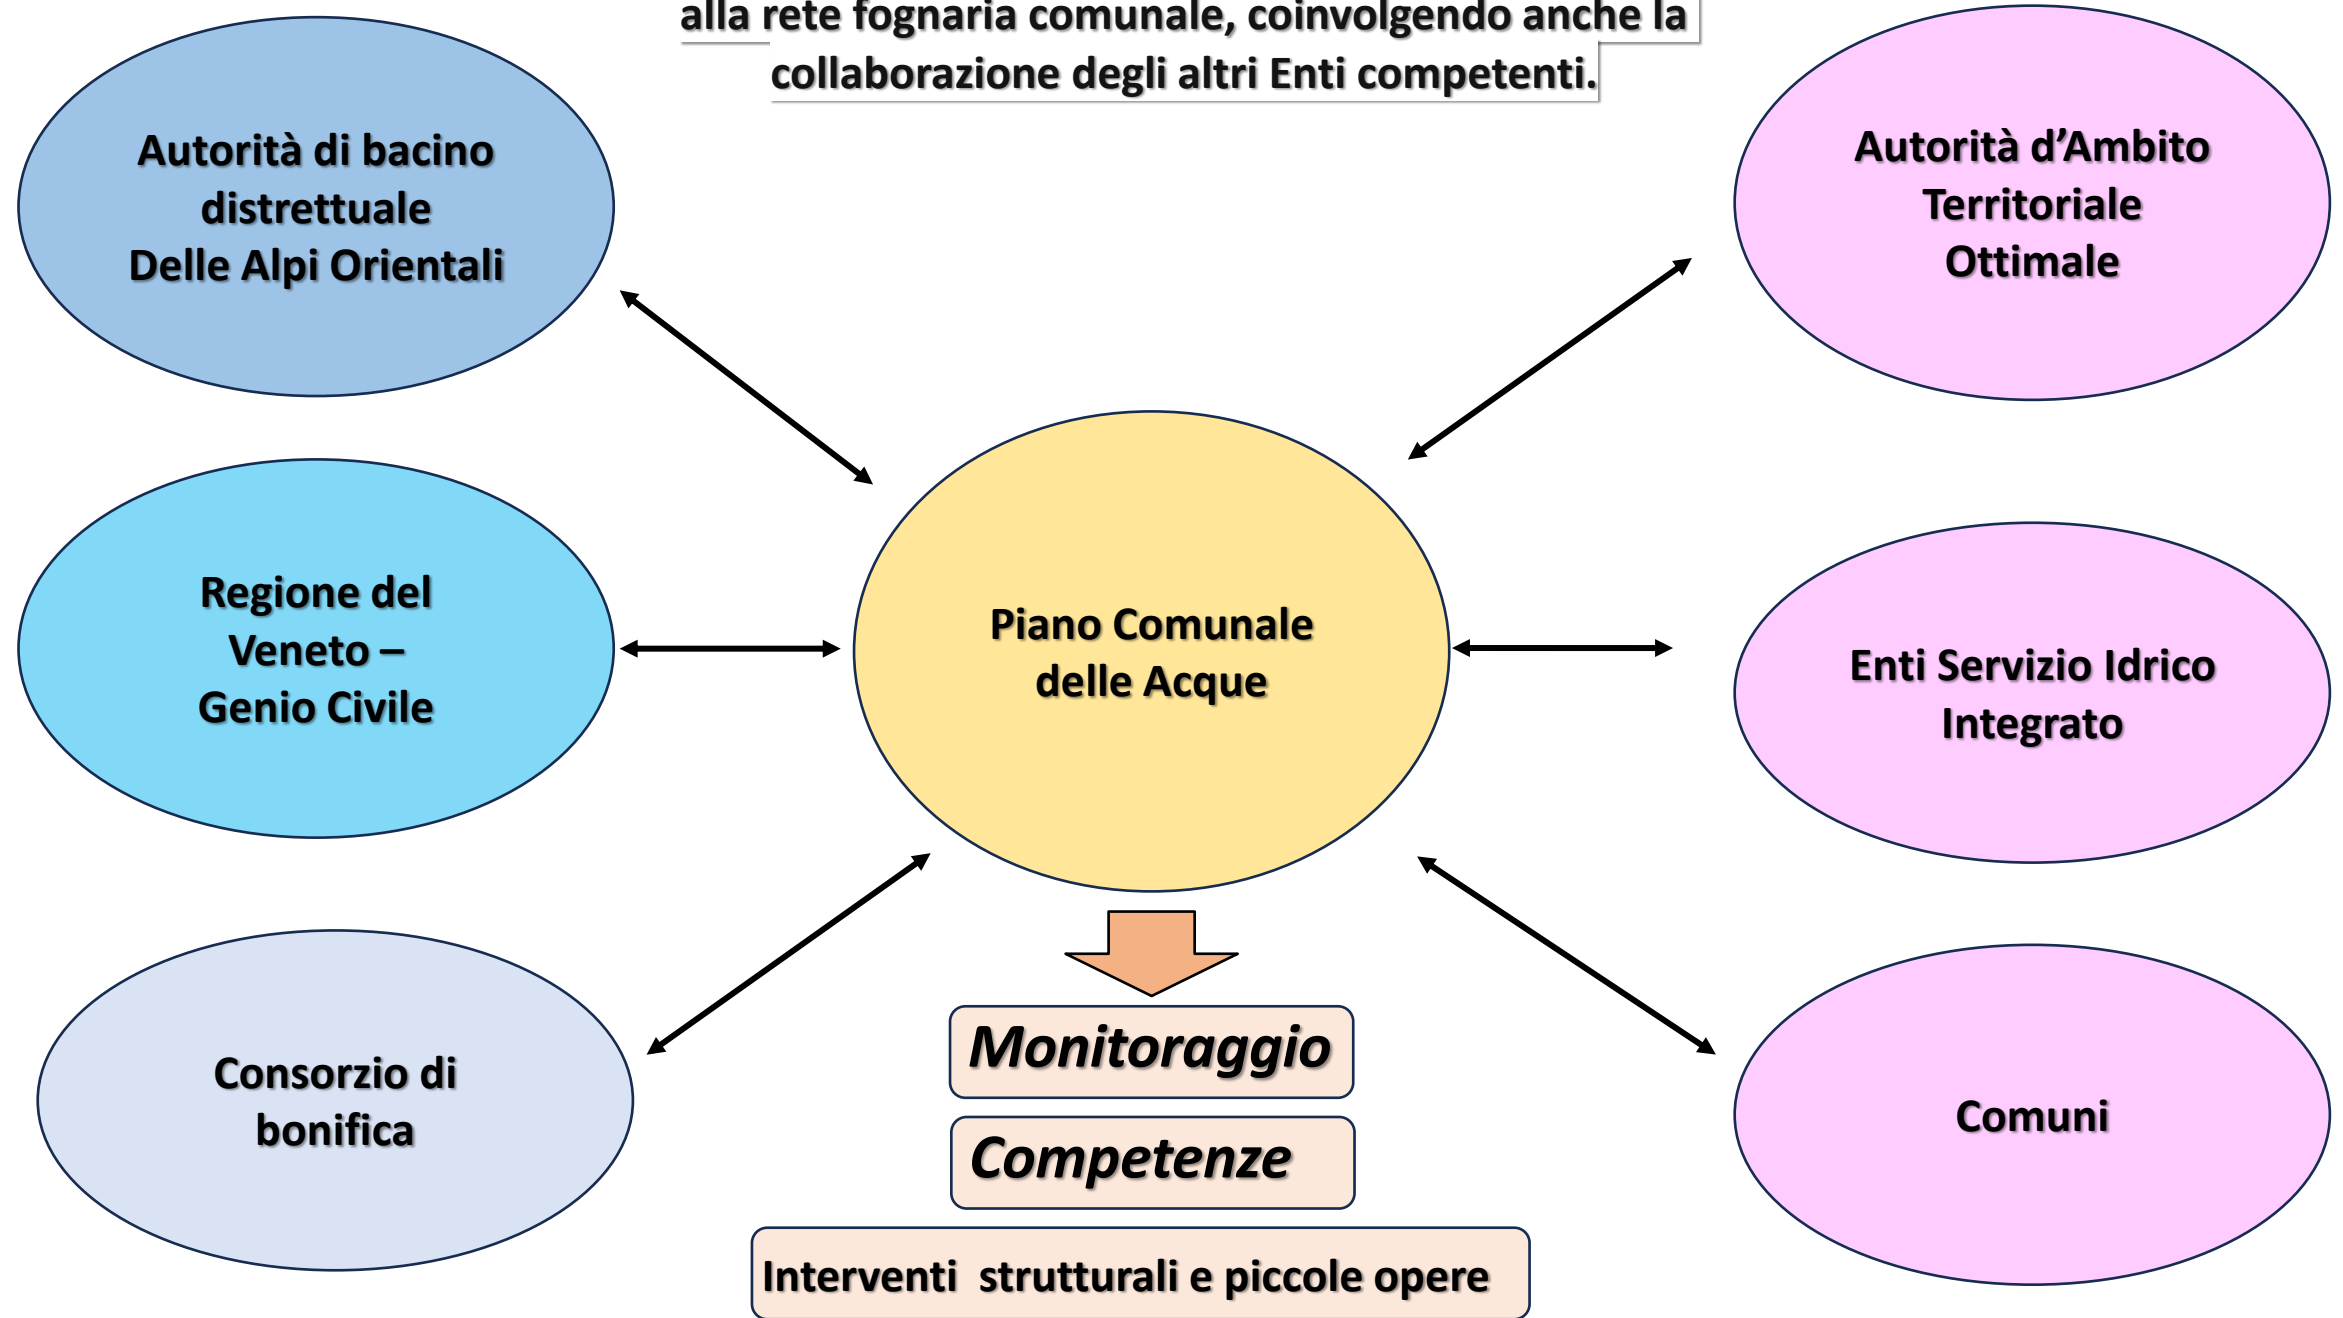 alla rete fognaria comunale, coinvolgendo anche la
collaborazione degli altri Enti competenti.
Autorità di bacino
distrettuale
Delle Alpi Orientali
Autorità d’Ambito
Territoriale
Ottimale
Regione del
Veneto –
Genio Civile
Piano Comunale
delle Acque
Enti Servizio Idrico
Integrato
Consorzio di
bonifica
Comuni
Monitoraggio
Competenze
Interventi  strutturali e piccole opere